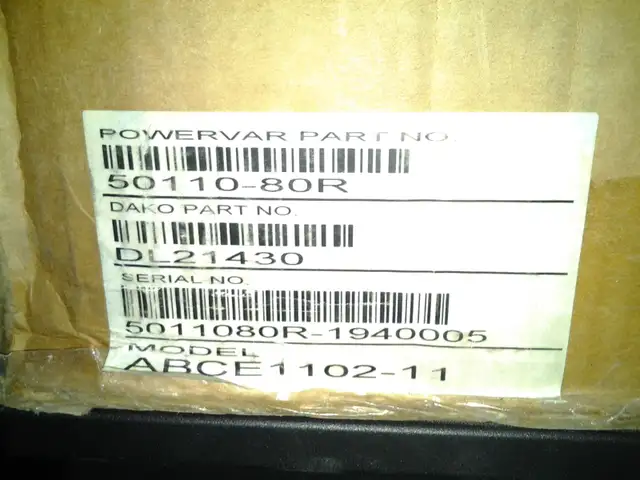 POWERVAR PART NO.
50110-80R
DAKO PART NO.
DL21430
SERIAL NO.
5011080R-1940005
MODEL
ABCE1102-11